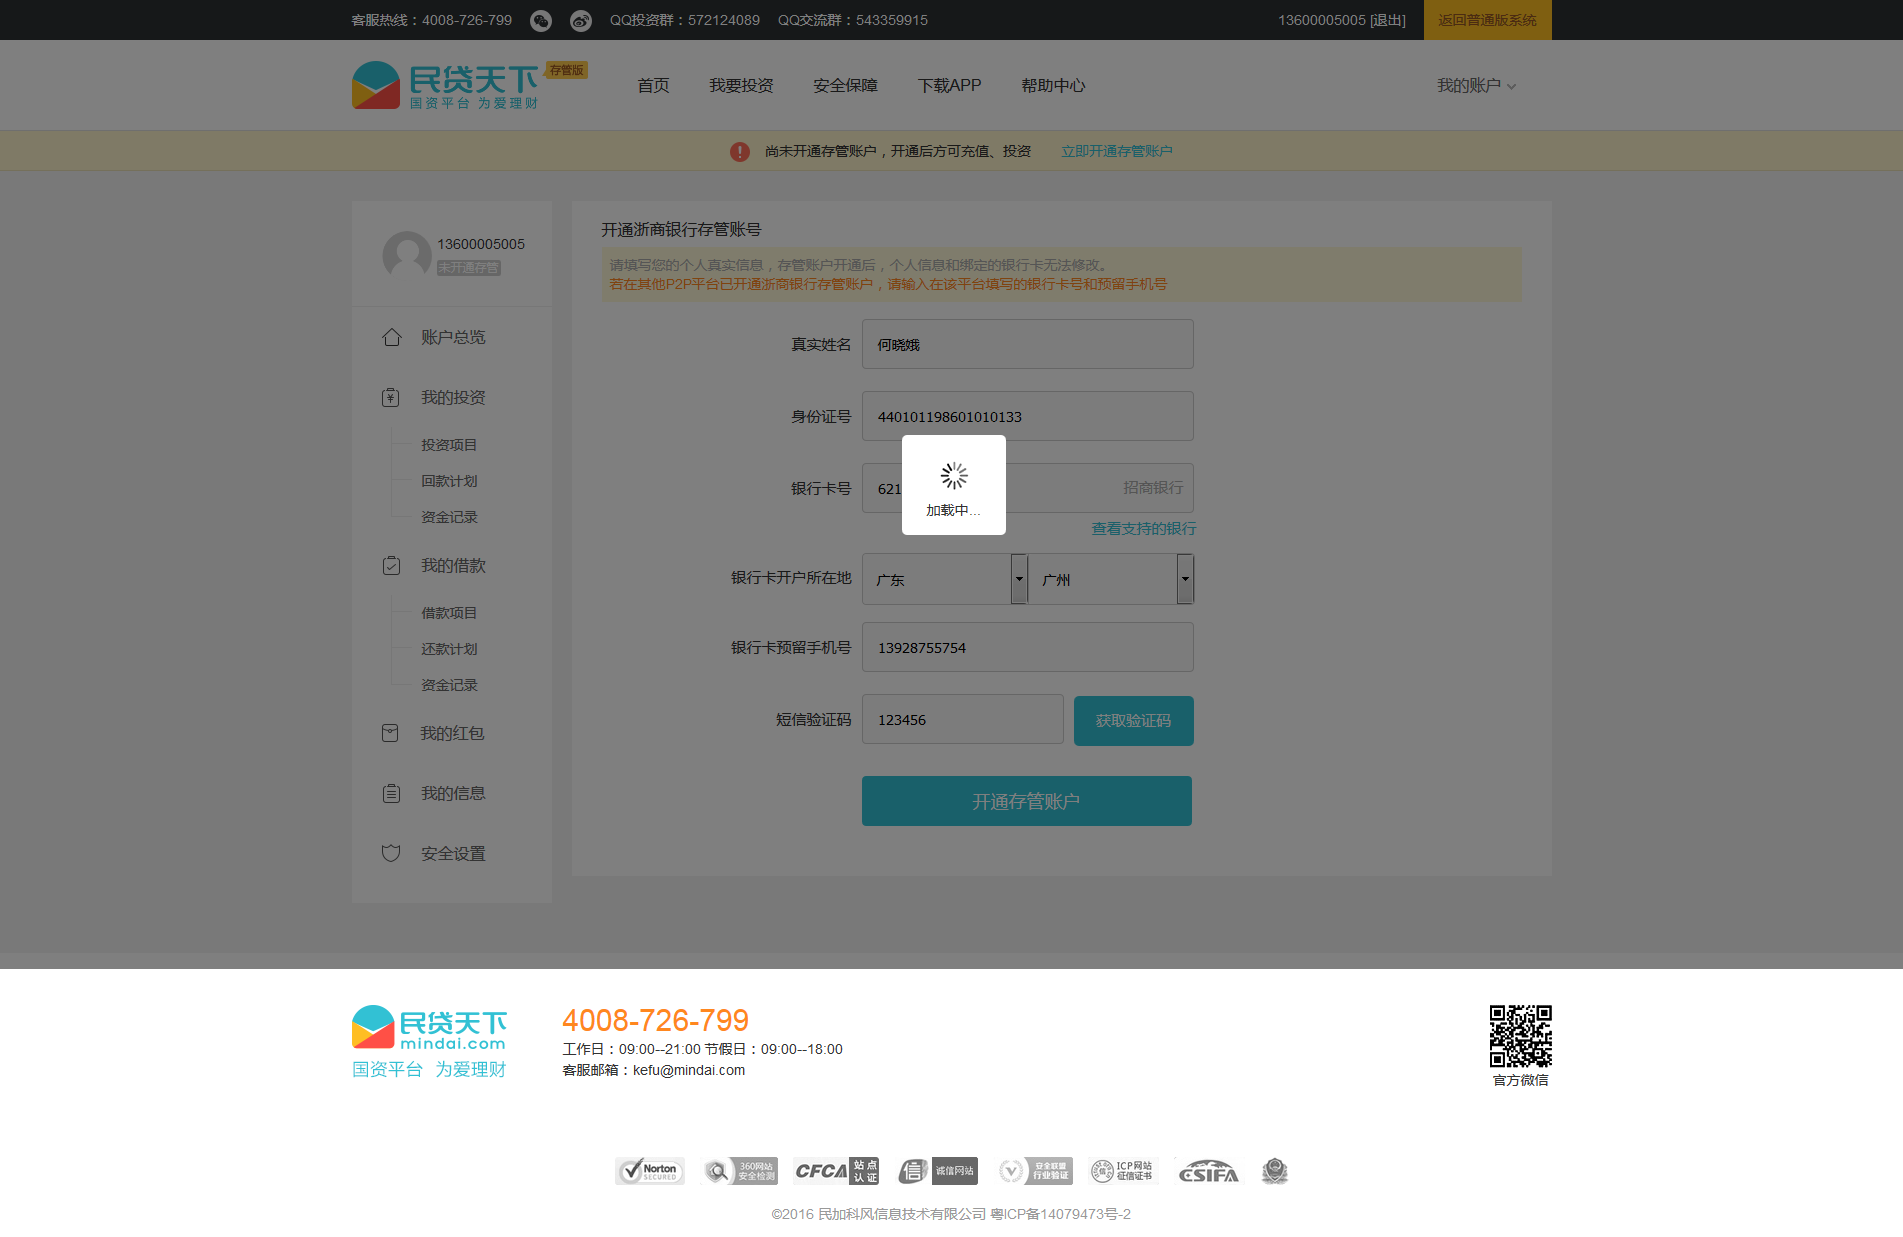 客服热线：4008-726-799 QQ投资群：572124089 QQ交流群：543359915 13600005005 [退出] 返回普通版系统
民贷天下 存管版
国资平台 为爱理财
首页 我要投资 安全保障 下载APP 帮助中心 我的账户
尚未开通存管账户，开通后方可充值、投资 立即开通存管账户
13600005005
未开通存管
账户总览
我的投资
投资项目
回款计划
资金记录
我的借款
借款项目
还款计划
资金记录
我的红包
我的信息
安全设置
开通浙商银行存管账号
请填写您的个人真实信息，存管账户开通后，个人信息和绑定的银行卡无法修改。
若在其他P2P平台已开通浙商银行存管账户，请输入在该平台填写的银行卡号和预留手机号
真实姓名 何晓娥
身份证号 440101198601010133
银行卡号 621 招商银行
加载中...
查看支持的银行
银行卡开户所在地 广东 广州
银行卡预留手机号 13928755754
短信验证码 123456 获取验证码
开通存管账户
民贷天下
mindai.com
国资平台 为爱理财
4008-726-799
工作日：09:00--21:00 节假日：09:00--18:00
客服邮箱：kefu@mindai.com
官方微信
Norton SECURED
360网站 安全检测
CFCA 站点 认证
信 诚信网站
安全联盟 行业验证
ICP网站 征信证书
CSIFA
©2016 民加科风信息技术有限公司 粤ICP备14079473号-2